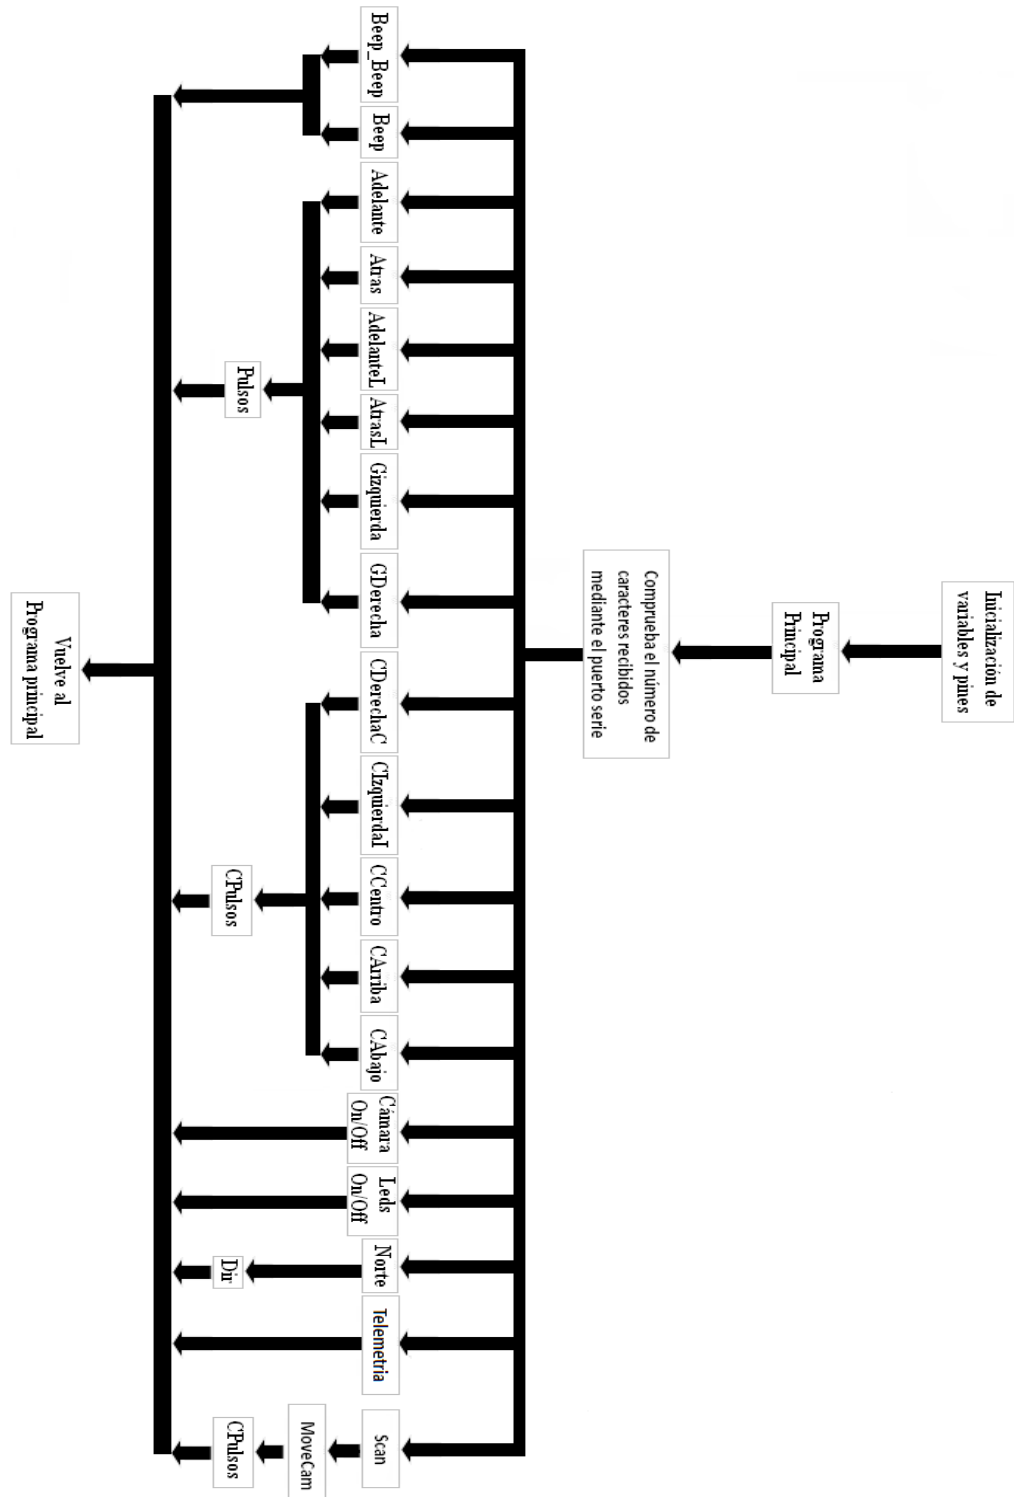 Inicialización de
variables y pines
Programa
Principal
Comprueba el número de
caracteres recibidos
mediante el puerto serie
Beep_Beep
Beep
Adelante
Atras
AdelanteL
AtrasL
Gizquierda
GDerecha
CDerechaC
CIzquierdaI
CCentro
CArriba
CAbajo
Cámara
On/Off
Leds
On/Off
Norte
Telemetria
Scan
MoveCam
Pulsos
CPulsos
Dir
CPulsos
Vuelve al
Programa principal